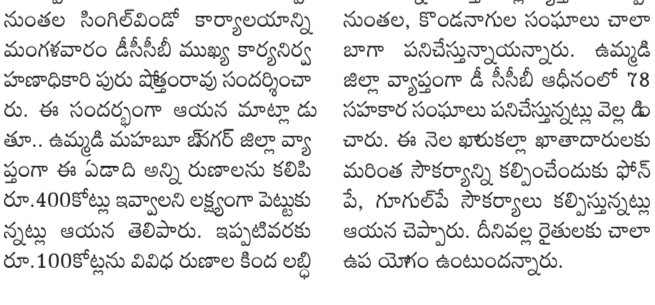 నుంతల సింగిల్‌విండో కార్యాలయాన్ని
మంగళవారం డీసీసీబీ ముఖ్య కార్యనిర్వ
హణాధికారి పురు షోత్తంరావు సందర్శించా
రు. ఈ సందర్భంగా ఆయన మాట్లా డు
తూ.. ఉమ్మడి మహబూ బ్‌నగర్ జిల్లా వ్యా
ప్తంగా ఈ ఏడాది అన్ని రుణాలను కలిపి
రూ.400కోట్లు ఇవ్వాలని లక్ష్యంగా పెట్టుకు
న్నట్లు ఆయన తెలిపారు. ఇప్పటివరకు
రూ.100కోట్లను వివిధ రుణాల కింద లబ్ధి
నుంతల, కొండనాగుల సంఘాలు చాలా
బాగా పనిచేస్తున్నాయన్నారు. ఉమ్మడి
జిల్లా వ్యాప్తంగా డీ సీసీబీ ఆధీనంలో 78
సహకార సంఘాలు పనిచేస్తున్నట్లు వెల్ల డిం
చారు. ఈ నెల ఖారుకల్లా ఖాతాదారులకు
మరింత సౌకర్యాన్ని కల్పించేందుకు ఫోన్
పే, గూగుల్‌పే సౌకర్యాలు కల్పిస్తున్నట్లు
ఆయన చెప్పారు. దీనివల్ల రైతులకు చాలా
ఉప యోగం ఉంటుందన్నారు.